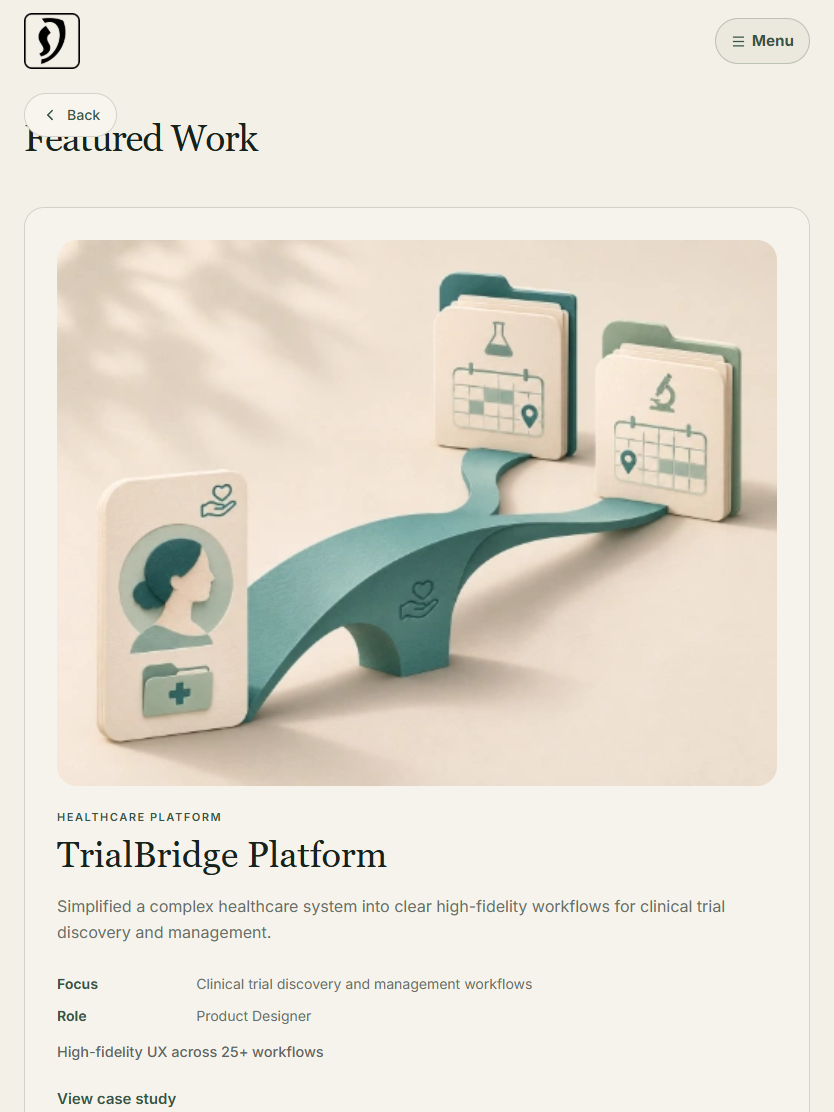 Menu
Back
Featured Work
HEALTHCARE PLATFORM
TrialBridge Platform
Simplified a complex healthcare system into clear high-fidelity workflows for clinical trial
discovery and management.
Focus Clinical trial discovery and management workflows
Role Product Designer
High-fidelity UX across 25+ workflows
View case study